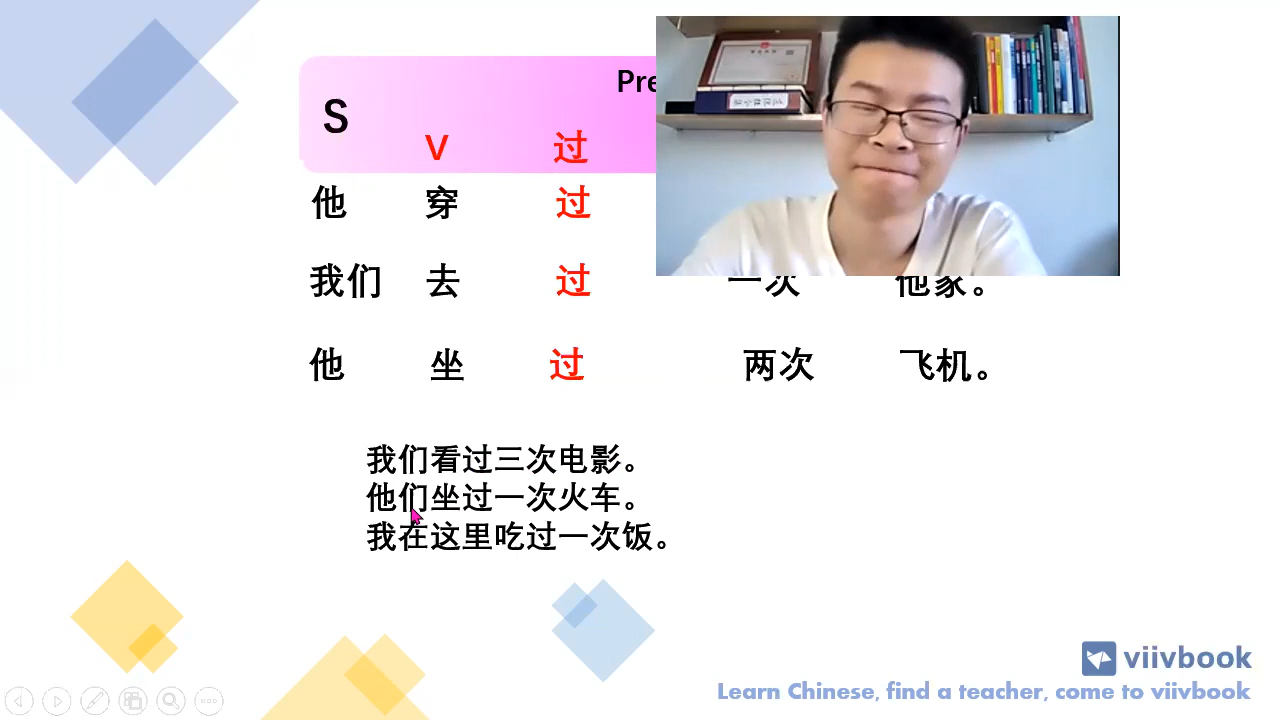 Pre
S
V 过
他 穿 过
我们 去 过 一次 他家。
他 坐 过 两次 飞机。
我们看过三次电影。
他们坐过一次火车。
我在这里吃过一次饭。
viivbook
Learn Chinese, find a teacher, come to viivbook